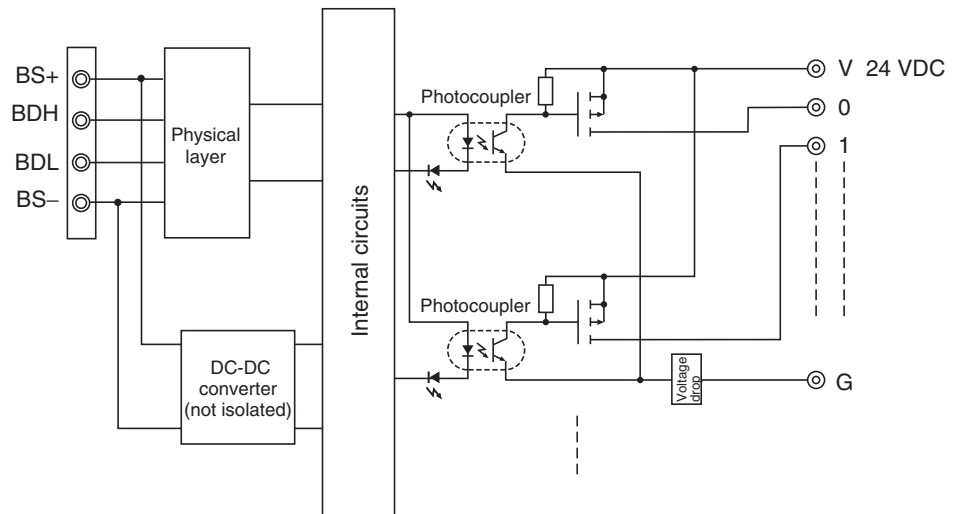 BS+
BDH
BDL
BS–
Physical
layer
DC-DC
converter
(not isolated)
Internal circuits
Photocoupler
Photocoupler
Voltage
drop
V 24 VDC
0
1
G